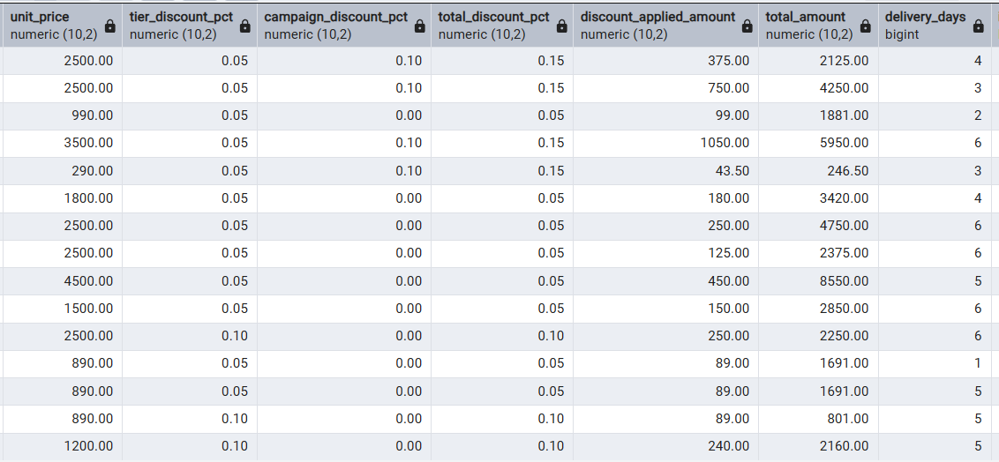 unit_price tier_discount_pct campaign_discount_pct total_discount_pct discount_applied_amount total_amount delivery_days
numeric (10,2) numeric (10,2) numeric (10,2) numeric (10,2) numeric (10,2) numeric (10,2) bigint
2500.00 0.05 0.10 0.15 375.00 2125.00 4
2500.00 0.05 0.10 0.15 750.00 4250.00 3
990.00 0.05 0.00 0.05 99.00 1881.00 2
3500.00 0.05 0.10 0.15 1050.00 5950.00 6
290.00 0.05 0.10 0.15 43.50 246.50 3
1800.00 0.05 0.00 0.05 180.00 3420.00 4
2500.00 0.05 0.00 0.05 250.00 4750.00 6
2500.00 0.05 0.00 0.05 125.00 2375.00 6
4500.00 0.05 0.00 0.05 450.00 8550.00 5
1500.00 0.05 0.00 0.05 150.00 2850.00 6
2500.00 0.10 0.00 0.10 250.00 2250.00 6
890.00 0.05 0.00 0.05 89.00 1691.00 1
890.00 0.05 0.00 0.05 89.00 1691.00 5
890.00 0.10 0.00 0.10 89.00 801.00 5
1200.00 0.10 0.00 0.10 240.00 2160.00 5